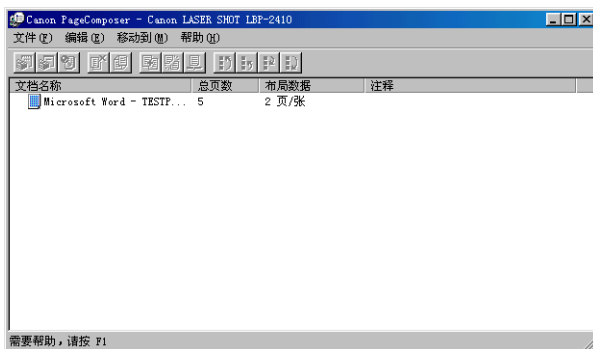 Canon PageComposer - Canon LASER SHOT LBP-2410
文件(F) 编辑(E) 移动到(M) 帮助(H)
文档名称 总页数 布局数据 注释
Microsoft Word - TESTP... 5 2 页/张
需要帮助，请按 F1